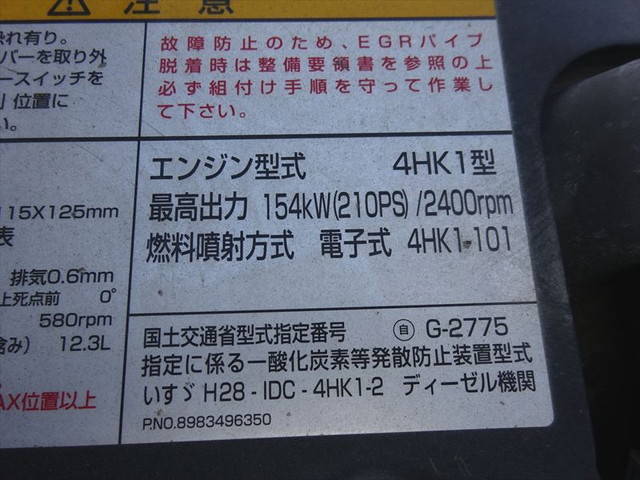 注意
れ有り。
バーを取り外
ースイッチを
位置に
い。
故障防止のため、EGRパイプ
脱着時は整備要領書を参照の上
必ず組付け手順を守って作業し
て下さい。
115X125mm
表
排気0.6mm
上死点前 0°
580rpm
含み) 12.3L
AX位置以上
エンジン型式 4HK1型
最高出力 154kW(210PS)/2400rpm
燃料噴射方式 電子式 4HK1-101
国土交通省型式指定番号 ㊀自 G-2775
指定に係る一酸化炭素等発散防止装置型式
いすゞ H28-IDC-4HK1-2 ディーゼル機関
P.NO.8983496350